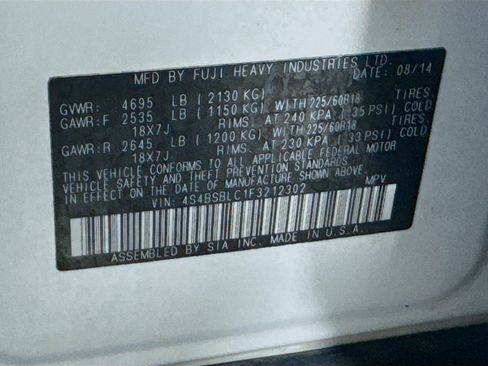 MFD BY FUJI HEAVY INDUSTRIES LTD.
DATE: 08/14
GVWR: 4695 LB ( 2130 KG)
GAWR:F 2535 LB ( 1150 KG) WITH 225/60R18 TIRES.
18X7J RIMS. AT 240 KPA ( 35 PSI) COLD
GAWR:R 2645 LB ( 1200 KG) WITH 225/60R18 TIRES.
18X7J RIMS. AT 230 KPA ( 33 PSI) COLD
THIS VEHICLE CONFORMS TO ALL APPLICABLE FEDERAL MOTOR
VEHICLE SAFETY AND THEFT PREVENTION STANDARDS
IN EFFECT ON THE DATE OF MANUFACTURE SHOWN ABOVE.
VIN: 4S4BSBLC1F3212302 MPV
ASSEMBLED BY SIA INC. MADE IN U.S.A.